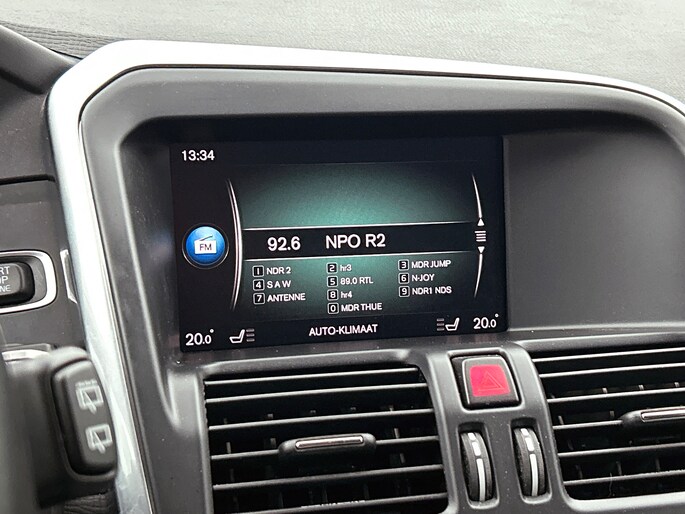 13:34
FM
92.6 NPO R2
1 NDR 2 2 hr3 3 MDR JUMP
4 S A W 5 89.0 RTL 6 N-JOY
7 ANTENNE 8 hr4 9 NDR1 NDS
0 MDR THUE
20.0 AUTO-KLIMAAT 20.0